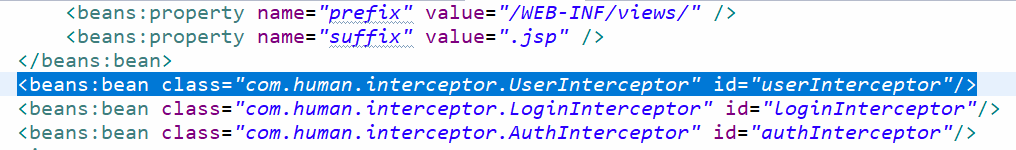 <beans:property name="prefix" value="/WEB-INF/views/" />
<beans:property name="suffix" value=".jsp" />
</beans:bean>
<beans:bean class="com.human.interceptor.UserInterceptor" id="userInterceptor"/>
<beans:bean class="com.human.interceptor.LoginInterceptor" id="loginInterceptor"/>
<beans:bean class="com.human.interceptor.AuthInterceptor" id="authInterceptor"/>